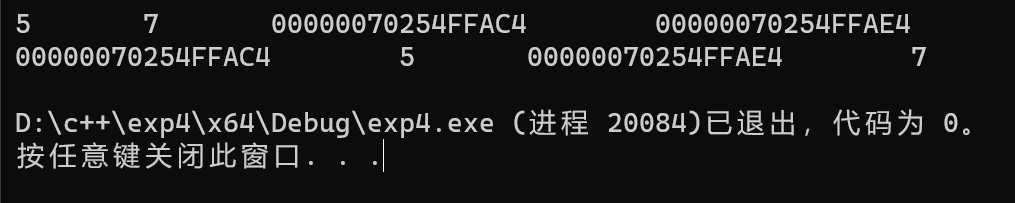 5 7 00000070254FFAC4 00000070254FFAE4
00000070254FFAC4 5 00000070254FFAE4 7
D:\c++\exp4\x64\Debug\exp4.exe (进程 20084)已退出，代码为 0。
按任意键关闭此窗口. . .